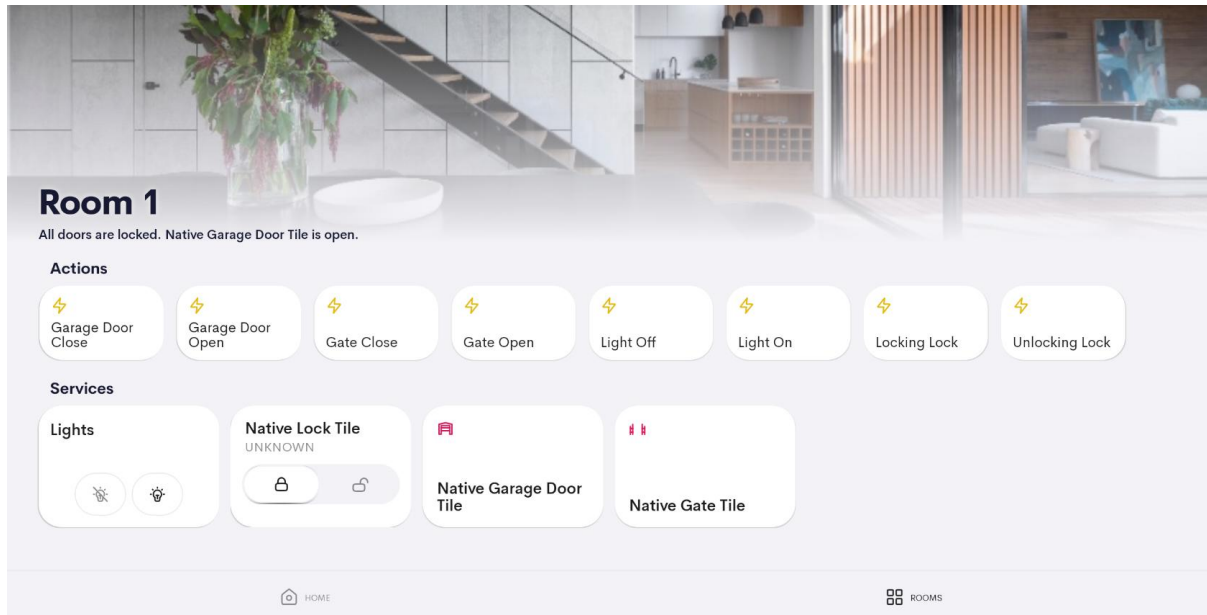 Room 1
All doors are locked. Native Garage Door Tile is open.
Actions
Garage Door
Close
Garage Door
Open
Gate Close
Gate Open
Light Off
Light On
Locking Lock
Unlocking Lock
Services
Lights
Native Lock Tile
UNKNOWN
Native Garage Door
Tile
Native Gate Tile
HOME
ROOMS